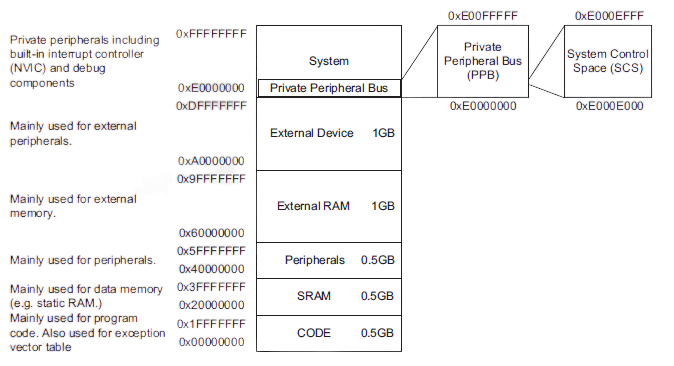 0xE00FFFFF
0xE000EFFF
Private peripherals including
built-in interrupt controller
(NVIC) and debug
components
0xFFFFFFFF
System
Private
Peripheral Bus
(PPB)
System Control
Space (SCS)
0xE0000000
Private Peripheral Bus
0xDFFFFFFF
0xE0000000
0xE000E000
Mainly used for external
peripherals.
External Device 1GB
0xA0000000
0x9FFFFFFF
Mainly used for external
memory.
External RAM 1GB
0x60000000
0x5FFFFFFF
Mainly used for peripherals.
Peripherals 0.5GB
0x40000000
0x3FFFFFFF
Mainly used for data memory
(e.g. static RAM.)
SRAM 0.5GB
0x20000000
Mainly used for program
code. Also used for exception
vector table
0x1FFFFFFF
CODE 0.5GB
0x00000000